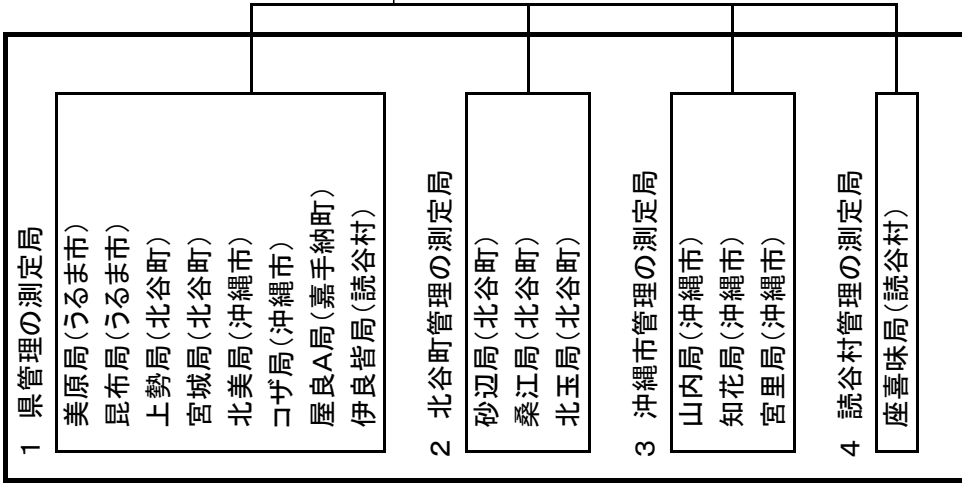 1 県管理の測定局
美原局(うるま市)
昆布局(うるま市)
上勢局(北谷町)
宮城局(北谷町)
北美局(沖縄市)
コザ局(沖縄市)
屋良A局(嘉手納町)
伊良皆局(読谷村)
2 北谷町管理の測定局
砂辺局(北谷町)
桑江局(北谷町)
北玉局(北谷町)
3 沖縄市管理の測定局
山内局(沖縄市)
知花局(沖縄市)
宮里局(沖縄市)
4 読谷村管理の測定局
座喜味局(読谷村)